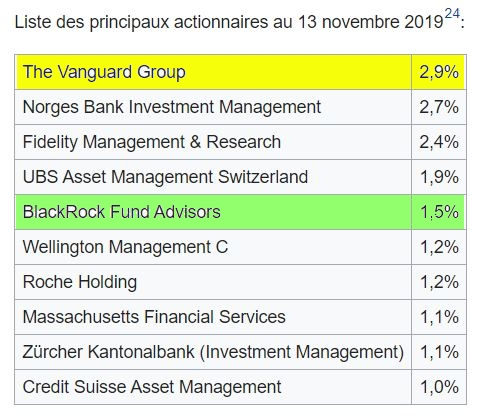 Liste des principaux actionnaires au 13 novembre 2019²⁴:
The Vanguard Group 2,9%
Norges Bank Investment Management 2,7%
Fidelity Management & Research 2,4%
UBS Asset Management Switzerland 1,9%
BlackRock Fund Advisors 1,5%
Wellington Management C 1,2%
Roche Holding 1,2%
Massachusetts Financial Services 1,1%
Zürcher Kantonalbank (Investment Management) 1,1%
Credit Suisse Asset Management 1,0%